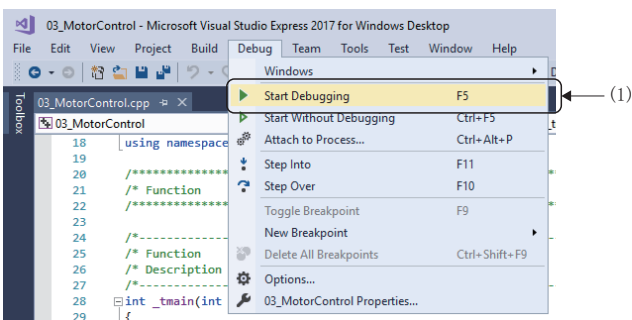 03_MotorControl - Microsoft Visual Studio Express 2017 for Windows Desktop
File Edit View Project Build Debug Team Tools Test Window Help
Windows
Toolbox
03_MotorControl.cpp
Start Debugging F5 (1)
03_MotorControl
Start Without Debugging Ctrl+F5
18 using namespace
Attach to Process... Ctrl+Alt+P
19
Step Into F11
20 /******************
21 /* Function
Step Over F10
22 /******************
Toggle Breakpoint F9
23
New Breakpoint
24 /*----------------
25 /* Function
Delete All Breakpoints Ctrl+Shift+F9
26 /* Description
27 /*----------------
Options...
28 int _tmain(int
03_MotorControl Properties...
29 {